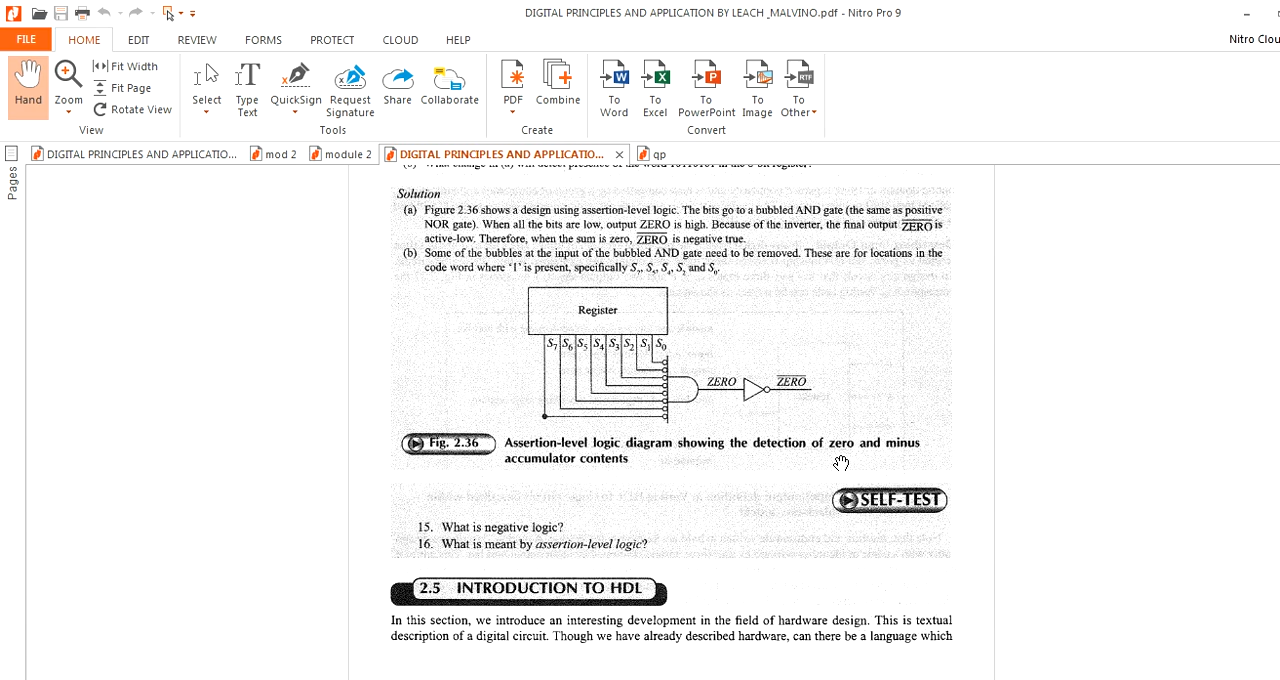 DIGITAL PRINCIPLES AND APPLICATION BY LEACH _MALVINO.pdf - Nitro Pro 9
FILE HOME EDIT REVIEW FORMS PROTECT CLOUD HELP Nitro Clou
Hand Zoom Fit Width Fit Page Rotate View
View
Select Type Text QuickSign Request Signature Share Collaborate
Tools
PDF Combine
Create
To Word To Excel To PowerPoint To Image To Other
Convert
DIGITAL PRINCIPLES AND APPLICATIO... mod 2 module 2 DIGITAL PRINCIPLES AND APPLICATIO... qp
Pages
Solution
(a) Figure 2.36 shows a design using assertion-level logic. The bits go to a bubbled AND gate (the same as positive
NOR gate). When all the bits are low, output ZERO is high. Because of the inverter, the final output Z̅E̅R̅O̅ is
active-low. Therefore, when the sum is zero, Z̅E̅R̅O̅ is negative true.
(b) Some of the bubbles at the input of the bubbled AND gate need to be removed. These are for locations in the
code word where '1' is present, specifically S₇, S₅, S₄, S₂ and S₀.
Register
S₇ S₆ S₅ S₄ S₃ S₂ S₁ S₀
ZERO Z̅E̅R̅O̅
Fig. 2.36 Assertion-level logic diagram showing the detection of zero and minus
accumulator contents
SELF-TEST
15. What is negative logic?
16. What is meant by assertion-level logic?
2.5 INTRODUCTION TO HDL
In this section, we introduce an interesting development in the field of hardware design. This is textual
description of a digital circuit. Though we have already described hardware, can there be a language which